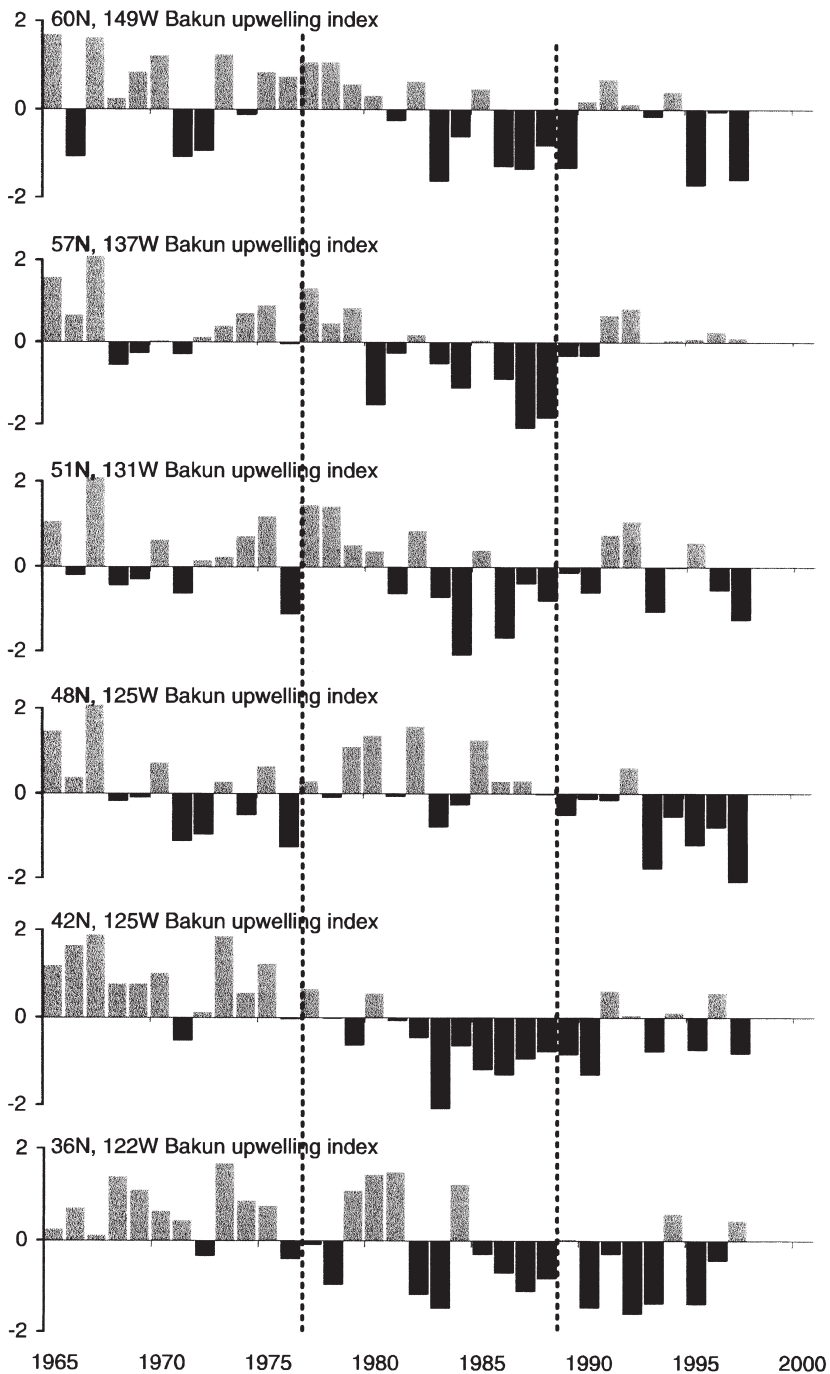 2
60N, 149W Bakun upwelling index
0
-2
57N, 137W Bakun upwelling index
2
0
-2
51N, 131W Bakun upwelling index
2
0
-2
48N, 125W Bakun upwelling index
2
0
-2
42N, 125W Bakun upwelling index
2
0
-2
36N, 122W Bakun upwelling index
2
0
-2
1965 1970 1975 1980 1985 1990 1995 2000